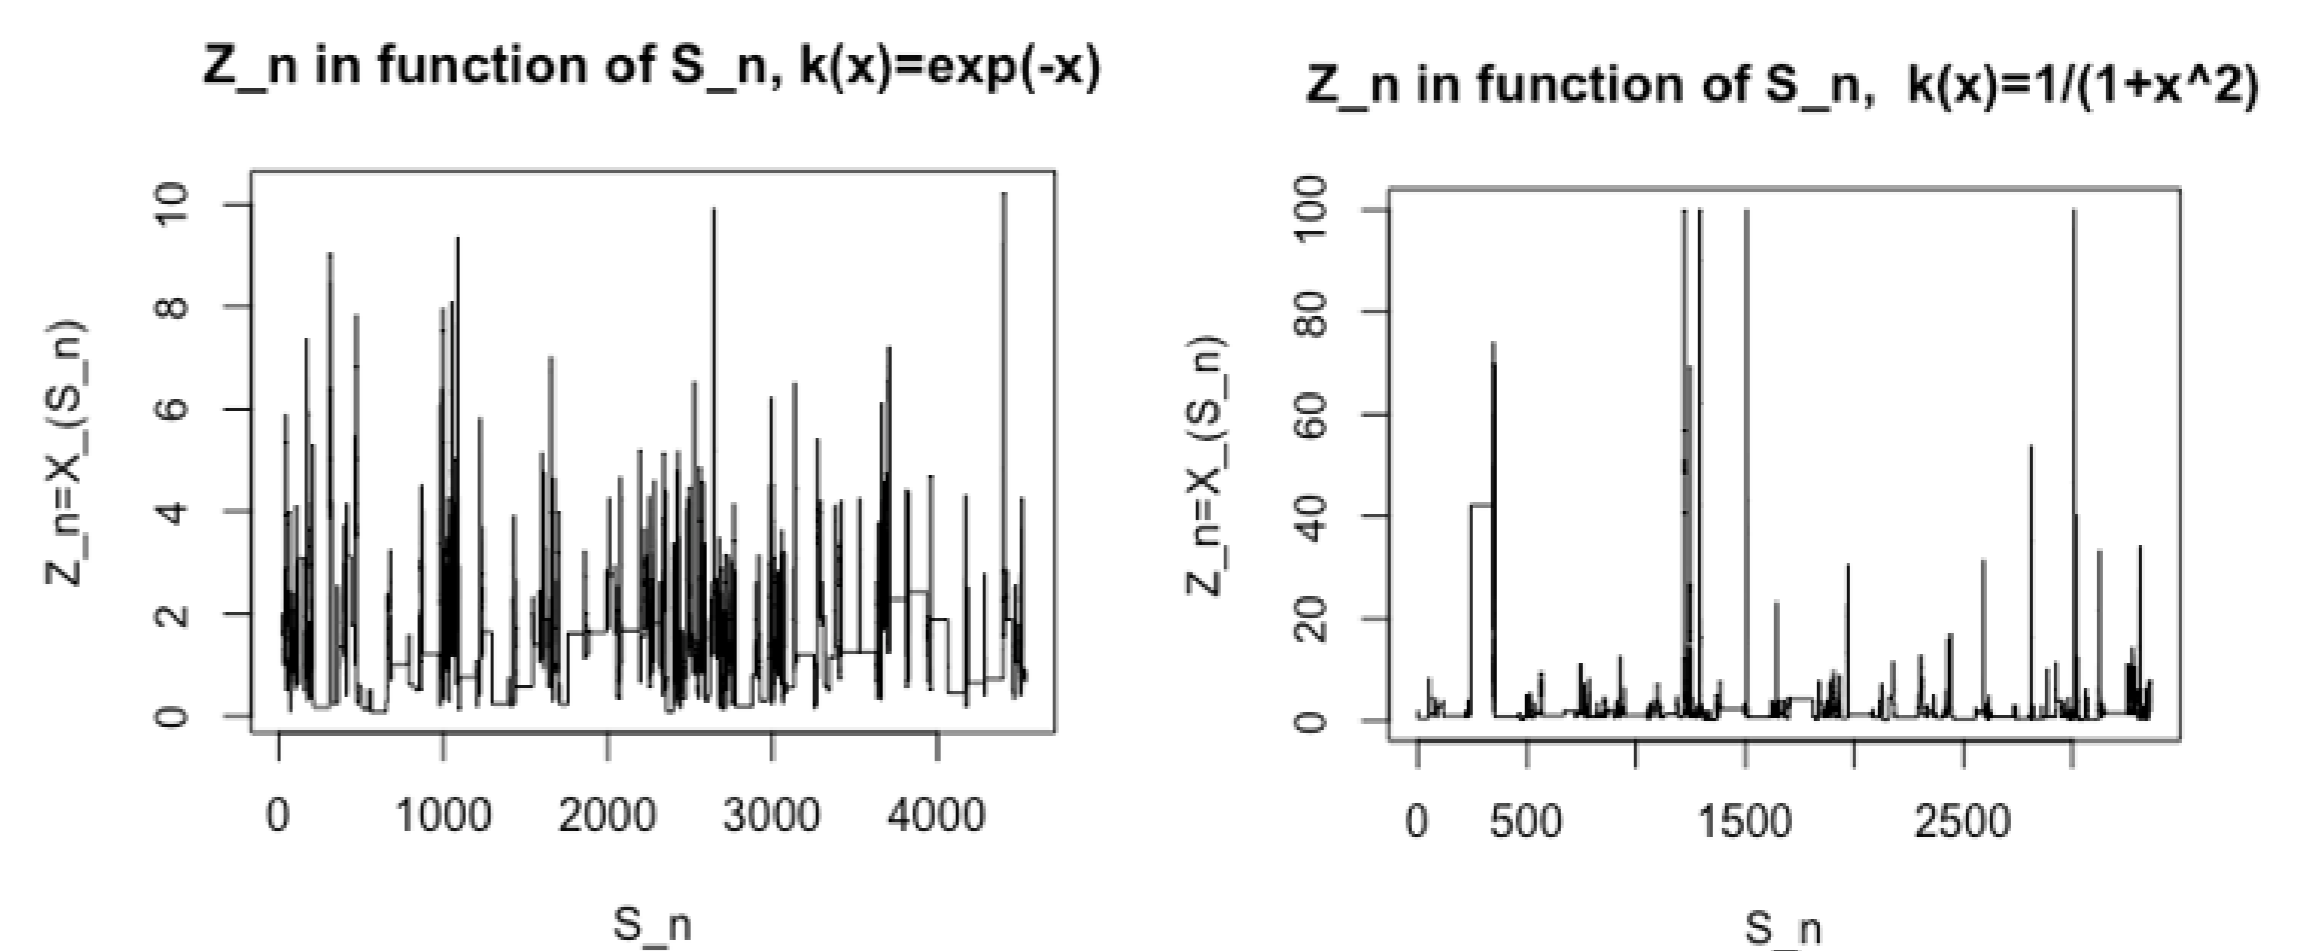 Z_n in function of S_n, k(x)=exp(-x)
Z_n=X_(S_n)
10
8
6
4
2
0
0 1000 2000 3000 4000
S_n
Z_n in function of S_n, k(x)=1/(1+x^2)
Z_n=X_(S_n)
100
80
60
40
20
0
0 500 1500 2500
S_n